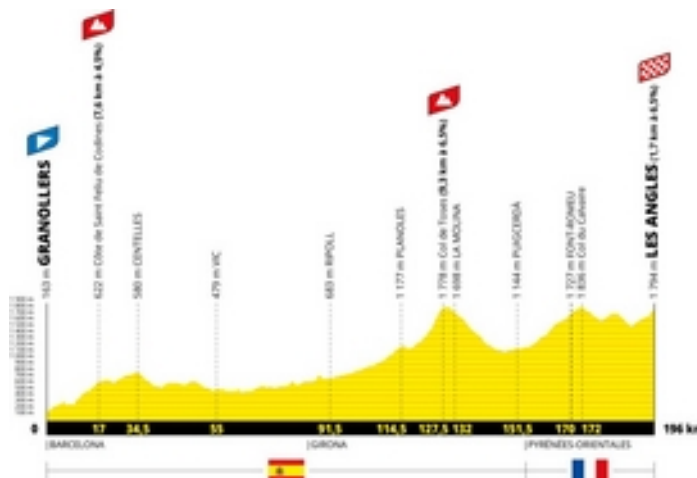 163 m GRANOLLERS
622 m Côte de Saint Feliu de Codines (7,6 km à 4,5%)
580 m CENTELLES
479 m VIC
683 m RIPOLL
1 177 m PLANOLES
1 778 m Col de Toses (9,3 km à 6,5%)
1 698 m LA MOLINA
1 144 m PUIGCERDÀ
1 727 m FONT-ROMEU
1 836 m Col du Calvaire
1 794 m LES ANGLES (1,7 km à 6,5%)
0 17 34,5 55 91,5 114,5 127,5 132 151,5 170 172 196 km
BARCELONA GIRONA PYRÉNÉES-ORIENTALES